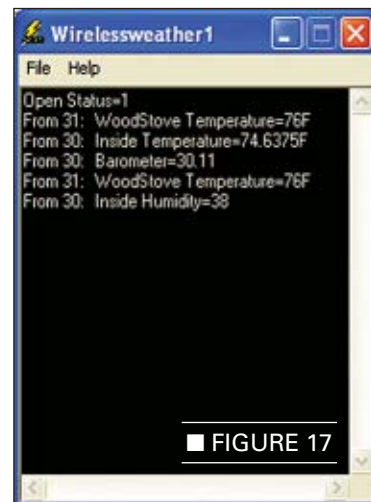 Wirelessweather1
File Help
Open Status=1
From 31: WoodStove Temperature=76F
From 30: Inside Temperature=74.6375F
From 30: Barometer=30.11
From 31: WoodStove Temperature=76F
From 30: Inside Humidity=38
■ FIGURE 17